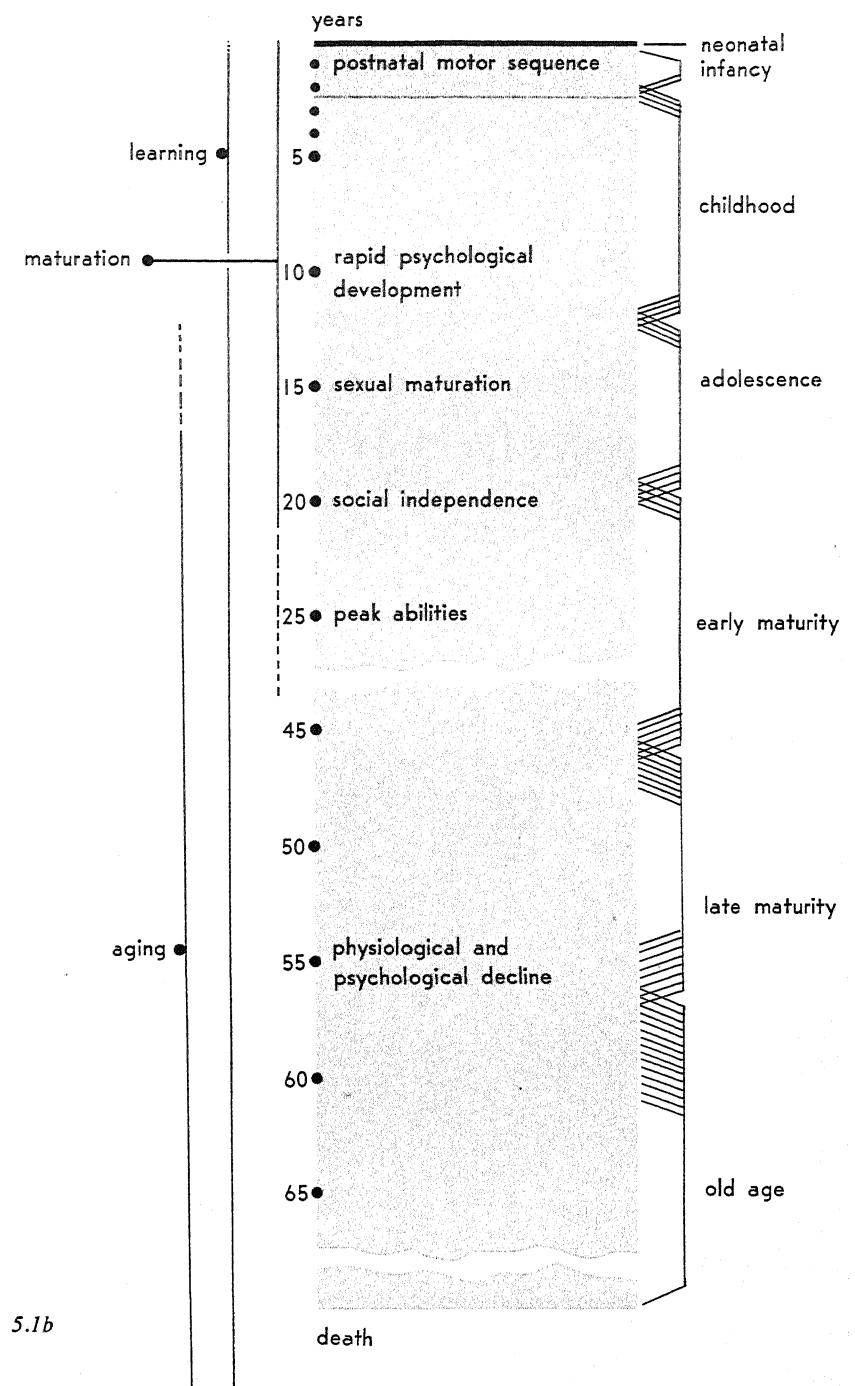 years
neonatal
infancy
postnatal motor sequence
learning
5
childhood
maturation
10
rapid psychological
development
adolescence
15
sexual maturation
20
social independence
25
peak abilities
early maturity
45
50
late maturity
aging
55
physiological and
psychological decline
60
65
old age
5.1b
death